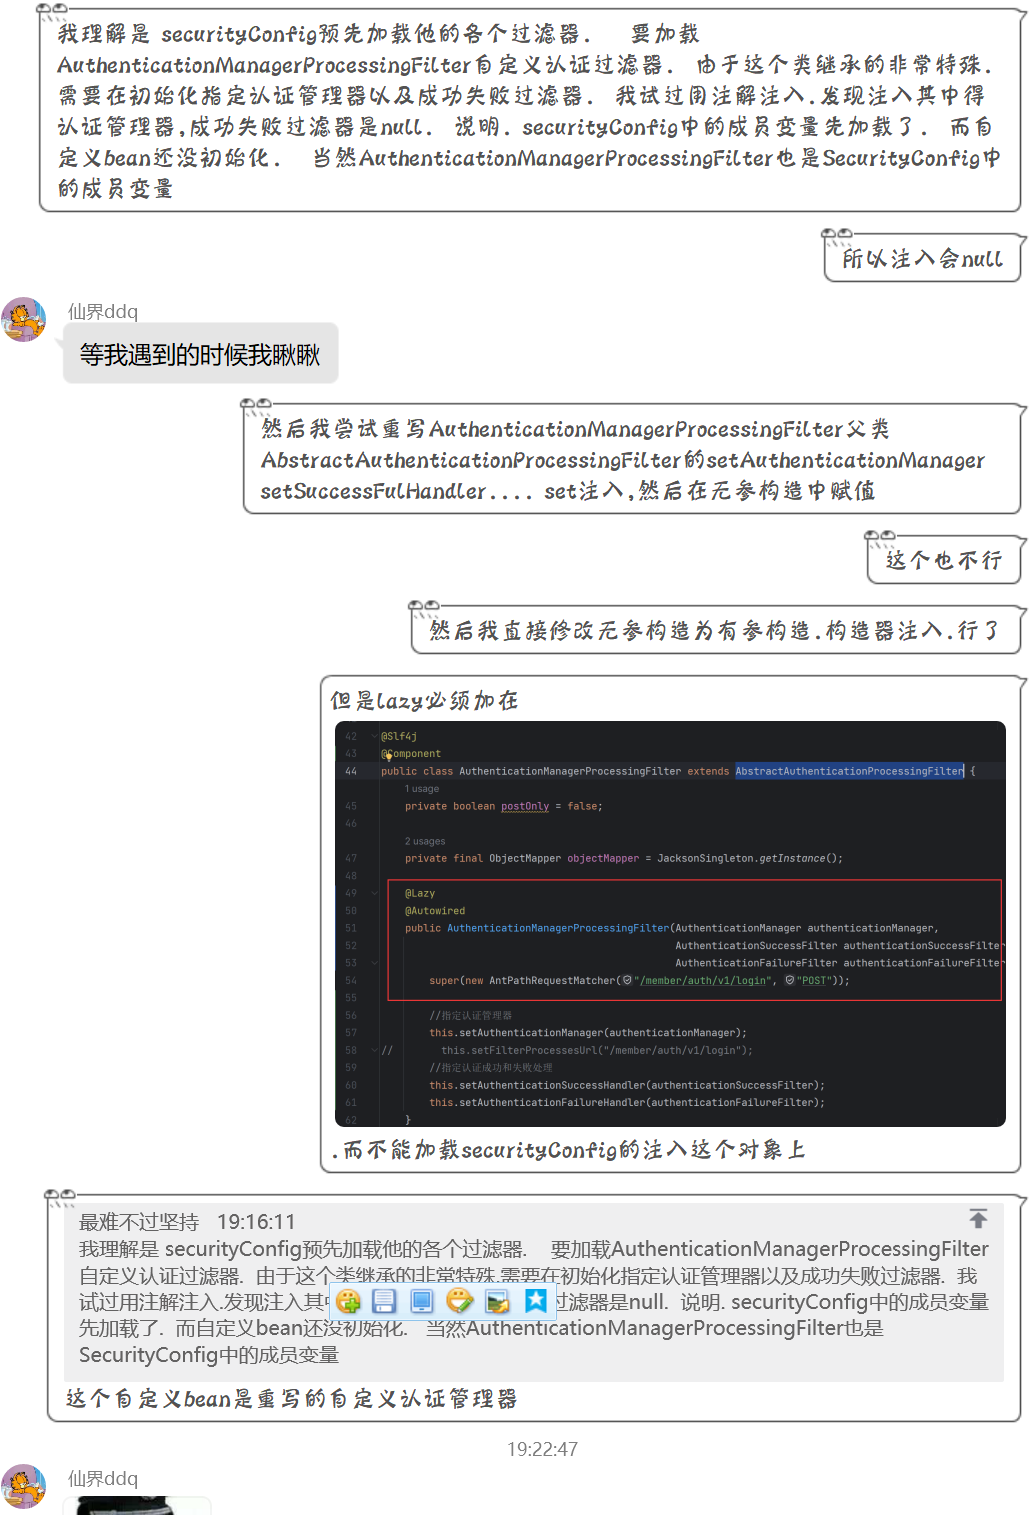 我理解是 securityConfig预先加载他的各个过滤器.   要加载
AuthenticationManagerProcessingFilter自定义认证过滤器.  由于这个类继承的非常特殊.
需要在初始化指定认证管理器以及成功失败过滤器.  我试过用注解注入.发现注入其中得
认证管理器,成功失败过滤器是null.  说明. securityConfig中的成员变量先加载了.  而自
定义bean还没初始化.   当然AuthenticationManagerProcessingFilter也是SecurityConfig中
的成员变量
所以注入会null
仙界ddq
等我遇到的时候我瞅瞅
然后我尝试重写AuthenticationManagerProcessingFilter父类
AbstractAuthenticationProcessingFilter的setAuthenticationManager
setSuccessFulHandler.... set注入,然后在无参构造中赋值
这个也不行
然后我直接修改无参构造为有参构造.构造器注入.行了
但是lazy必须加在
42 @Slf4j
43 @Component
44 public class AuthenticationManagerProcessingFilter extends AbstractAuthenticationProcessingFilter {
1 usage
45 private boolean postOnly = false;
46
2 usages
47 private final ObjectMapper objectMapper = JacksonSingleton.getInstance();
48
49 @Lazy
50 @Autowired
51 public AuthenticationManagerProcessingFilter(AuthenticationManager authenticationManager,
52 AuthenticationSuccessFilter authenticationSuccessFilter
53 AuthenticationFailureFilter authenticationFailureFilter
54 super(new AntPathRequestMatcher("/member/auth/v1/login", "POST"));
55
56 //指定认证管理器
57 this.setAuthenticationManager(authenticationManager);
58 // this.setFilterProcessesUrl("/member/auth/v1/login");
59 //指定认证成功和失败处理
60 this.setAuthenticationSuccessHandler(authenticationSuccessFilter);
61 this.setAuthenticationFailureHandler(authenticationFailureFilter);
62 }
.而不能加载securityConfig的注入这个对象上
最难不过坚持 19:16:11
我理解是 securityConfig预先加载他的各个过滤器.   要加载AuthenticationManagerProcessingFilter
自定义认证过滤器.  由于这个类继承的非常特殊.需要在初始化指定认证管理器以及成功失败过滤器.  我
试过用注解注入.发现注入其 过滤器是null.  说明. securityConfig中的成员变量
先加载了.  而自定义bean还没初始化.   当然AuthenticationManagerProcessingFilter也是
SecurityConfig中的成员变量
这个自定义bean是重写的自定义认证管理器
19:22:47
仙界ddq